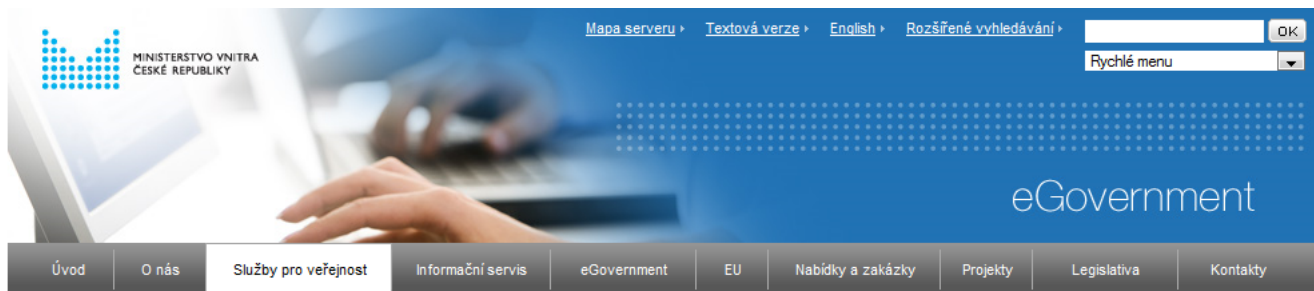 Mapa serveru Textová verze English Rozšířené vyhledávání OK
MINISTERSTVO VNITRA
ČESKÉ REPUBLIKY
Rychlé menu
eGovernment
Úvod O nás Služby pro veřejnost Informační servis eGovernment EU Nabídky a zakázky Projekty Legislativa Kontakty